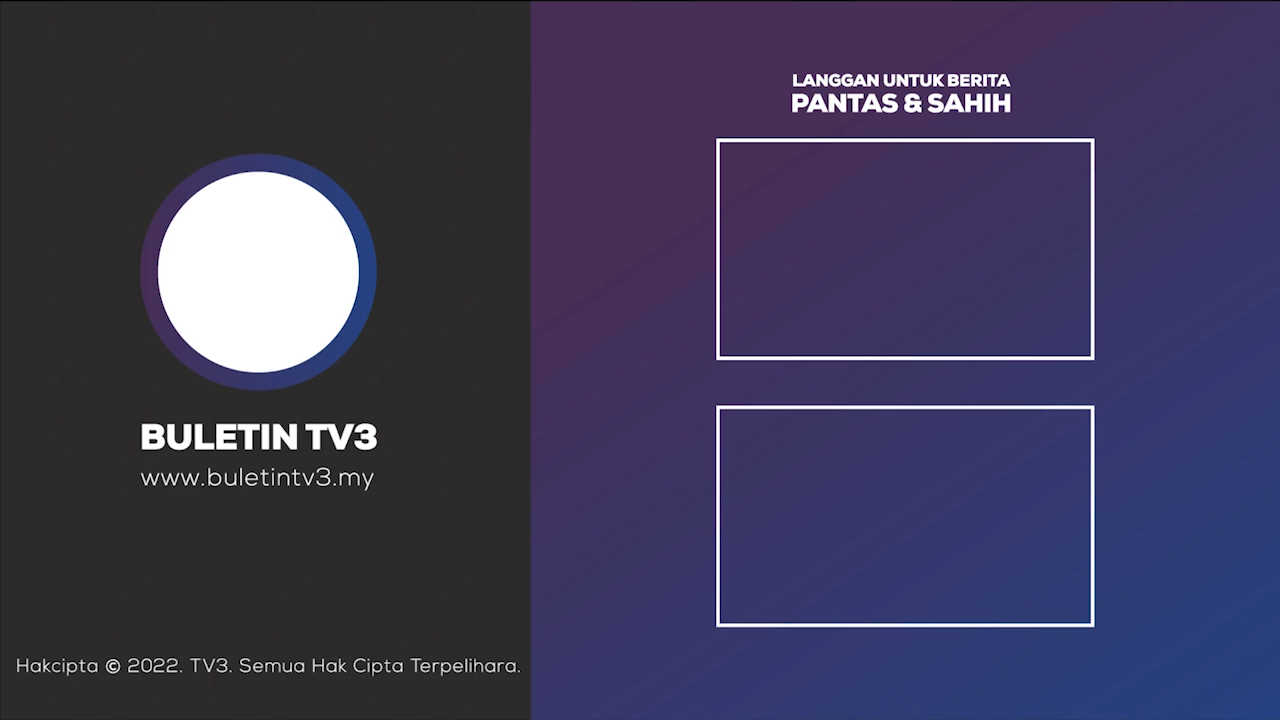 BULETIN TV3
www.buletintv3.my
Hakcipta © 2022. TV3. Semua Hak Cipta Terpelihara.
LANGGAN UNTUK BERITA
PANTAS & SAHIH